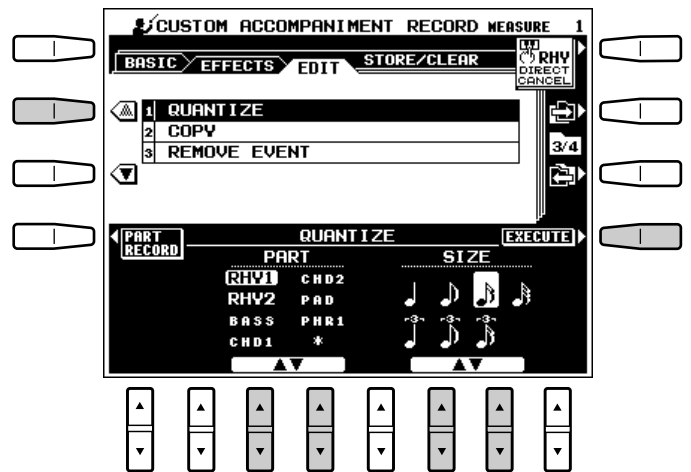 CUSTOM ACCOMPANIMENT RECORD MEASURE 1
BASIC EFFECTS EDIT STORE/CLEAR
RHY
DIRECT
CANCEL
1 QUANTIZE
2 COPY
3 REMOVE EVENT
3/4
PART RECORD
QUANTIZE
EXECUTE
PART
SIZE
RHY1 CHD2
RHY2 PAD
BASS PHR1
CHD1 *
3 3 3